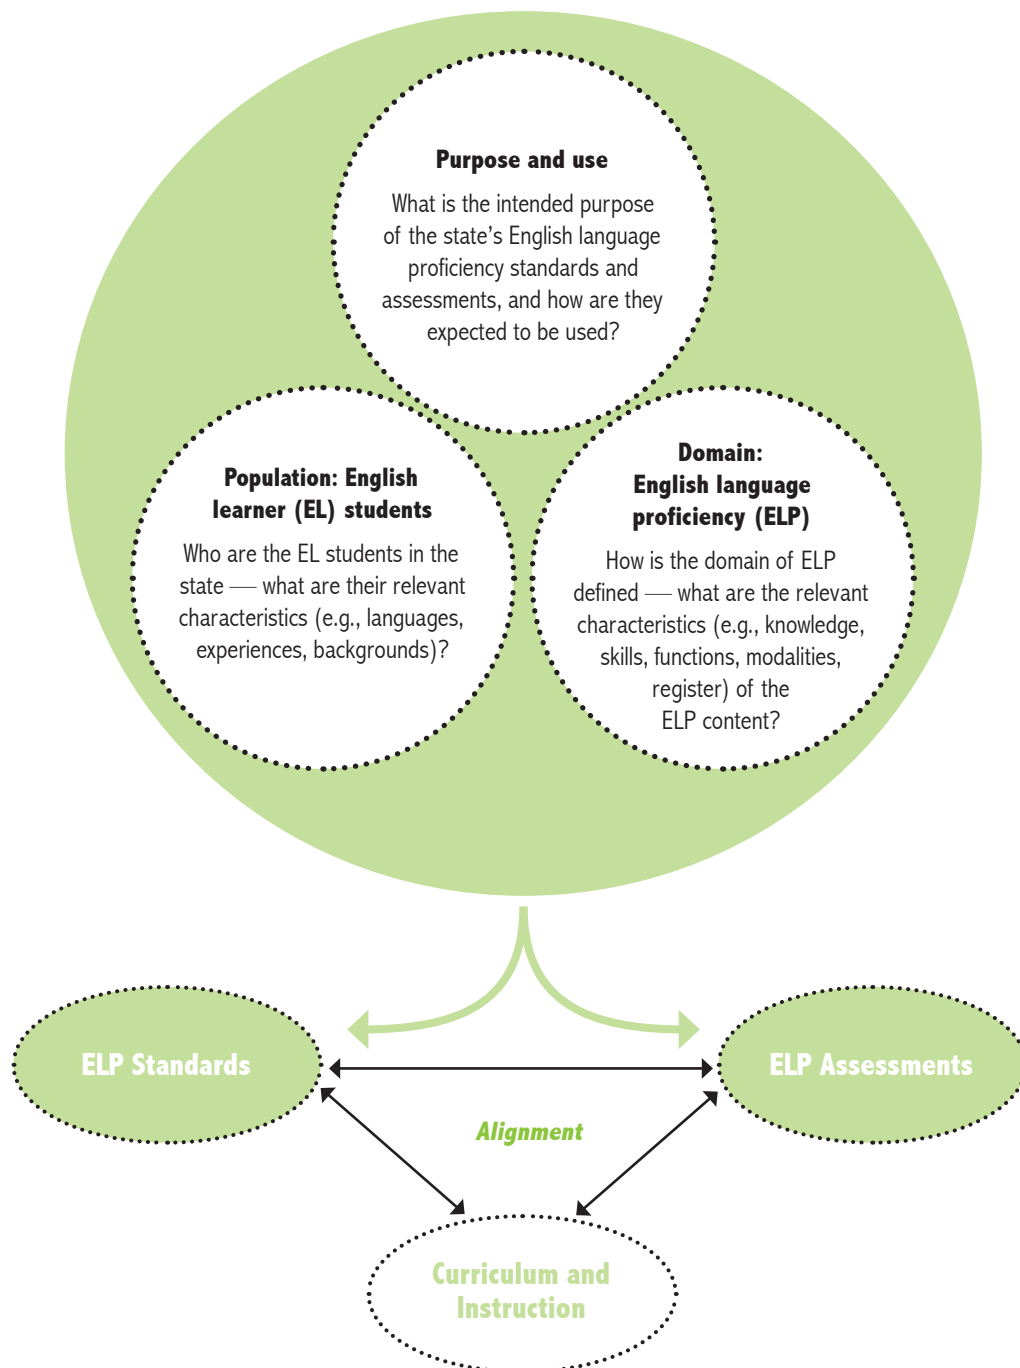 Purpose and use
What is the intended purpose
of the state’s English language
proficiency standards and
assessments, and how are they
expected to be used?
Population: English
learner (EL) students
Who are the EL students in the
state — what are their relevant
characteristics (e.g., languages,
experiences, backgrounds)?
Domain:
English language
proficiency (ELP)
How is the domain of ELP
defined — what are the relevant
characteristics (e.g., knowledge,
skills, functions, modalities,
register) of the
ELP content?
ELP Standards
ELP Assessments
Alignment
Curriculum and
Instruction